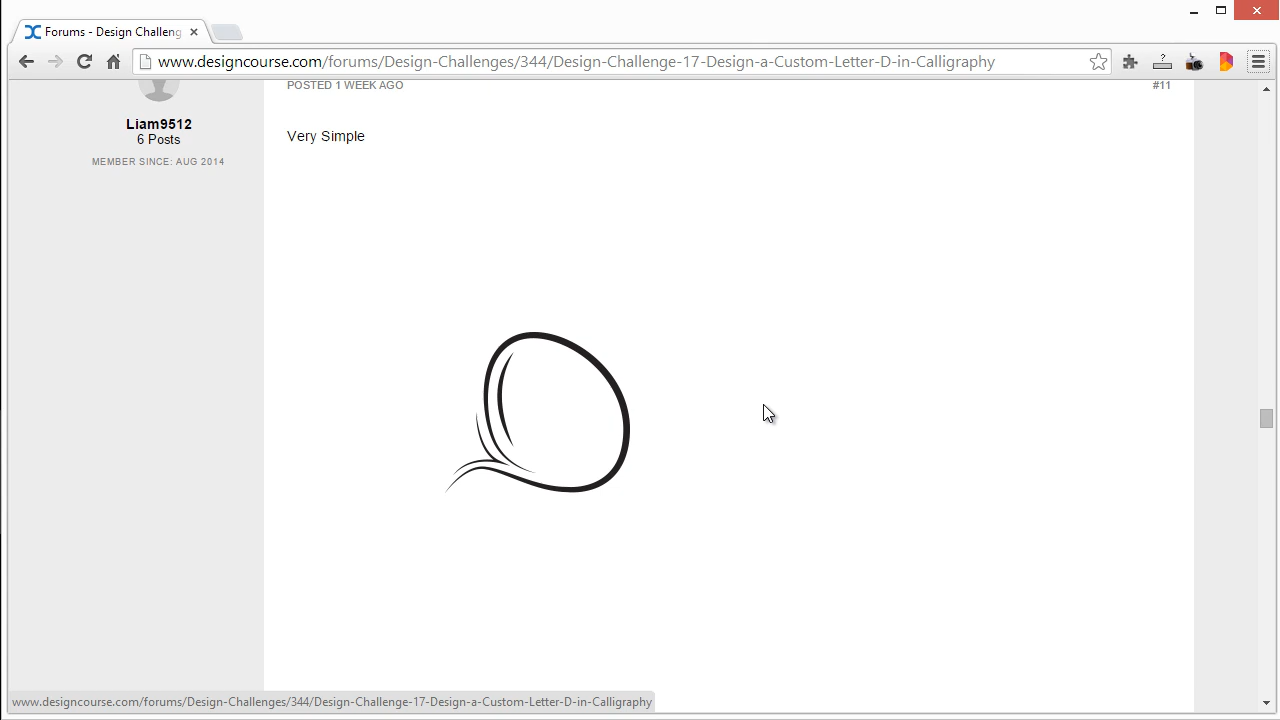 Forums - Design Challeng
www.designcourse.com/forums/Design-Challenges/344/Design-Challenge-17-Design-a-Custom-Letter-D-in-Calligraphy
POSTED 1 WEEK AGO
#11
Liam9512
6 Posts
MEMBER SINCE: AUG 2014
Very Simple
www.designcourse.com/forums/Design-Challenges/344/Design-Challenge-17-Design-a-Custom-Letter-D-in-Calligraphy